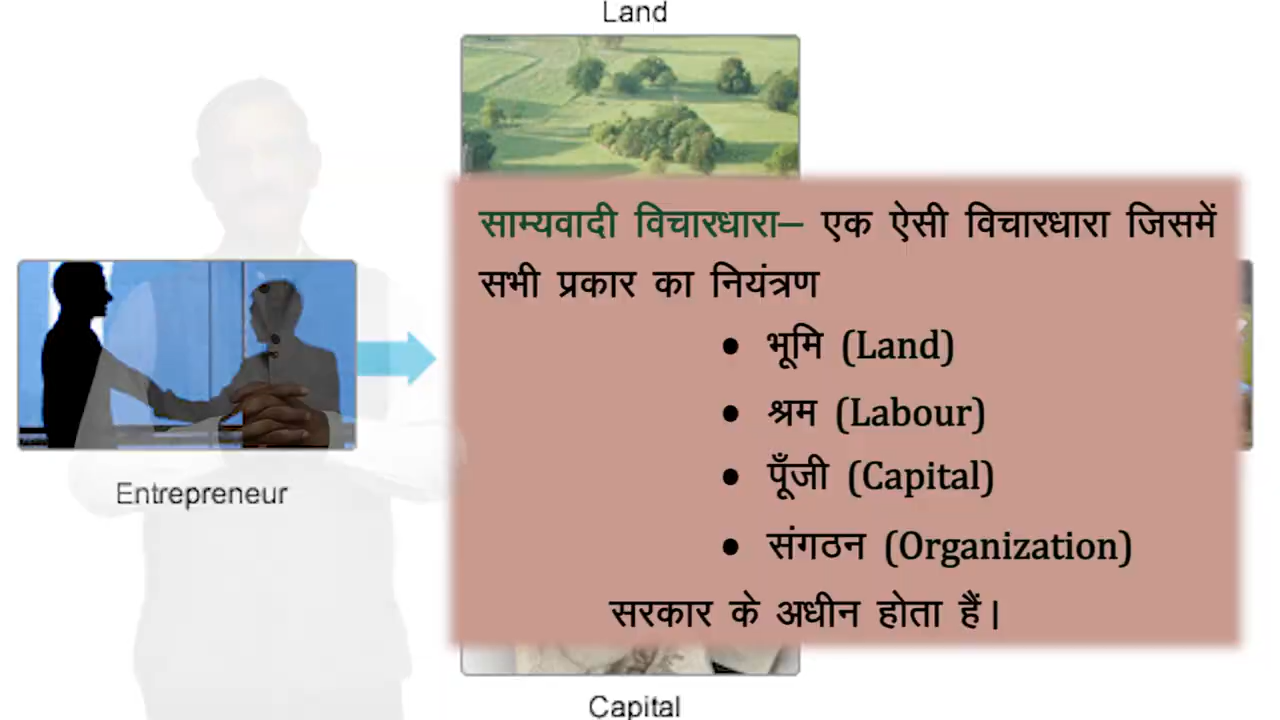 Land
साम्यवादी विचारधारा– एक ऐसी विचारधारा जिसमें
सभी प्रकार का नियंत्रण
• भूमि (Land)
• श्रम (Labour)
• पूँजी (Capital)
• संगठन (Organization)
सरकार के अधीन होता हैं।
Entrepreneur
Capital